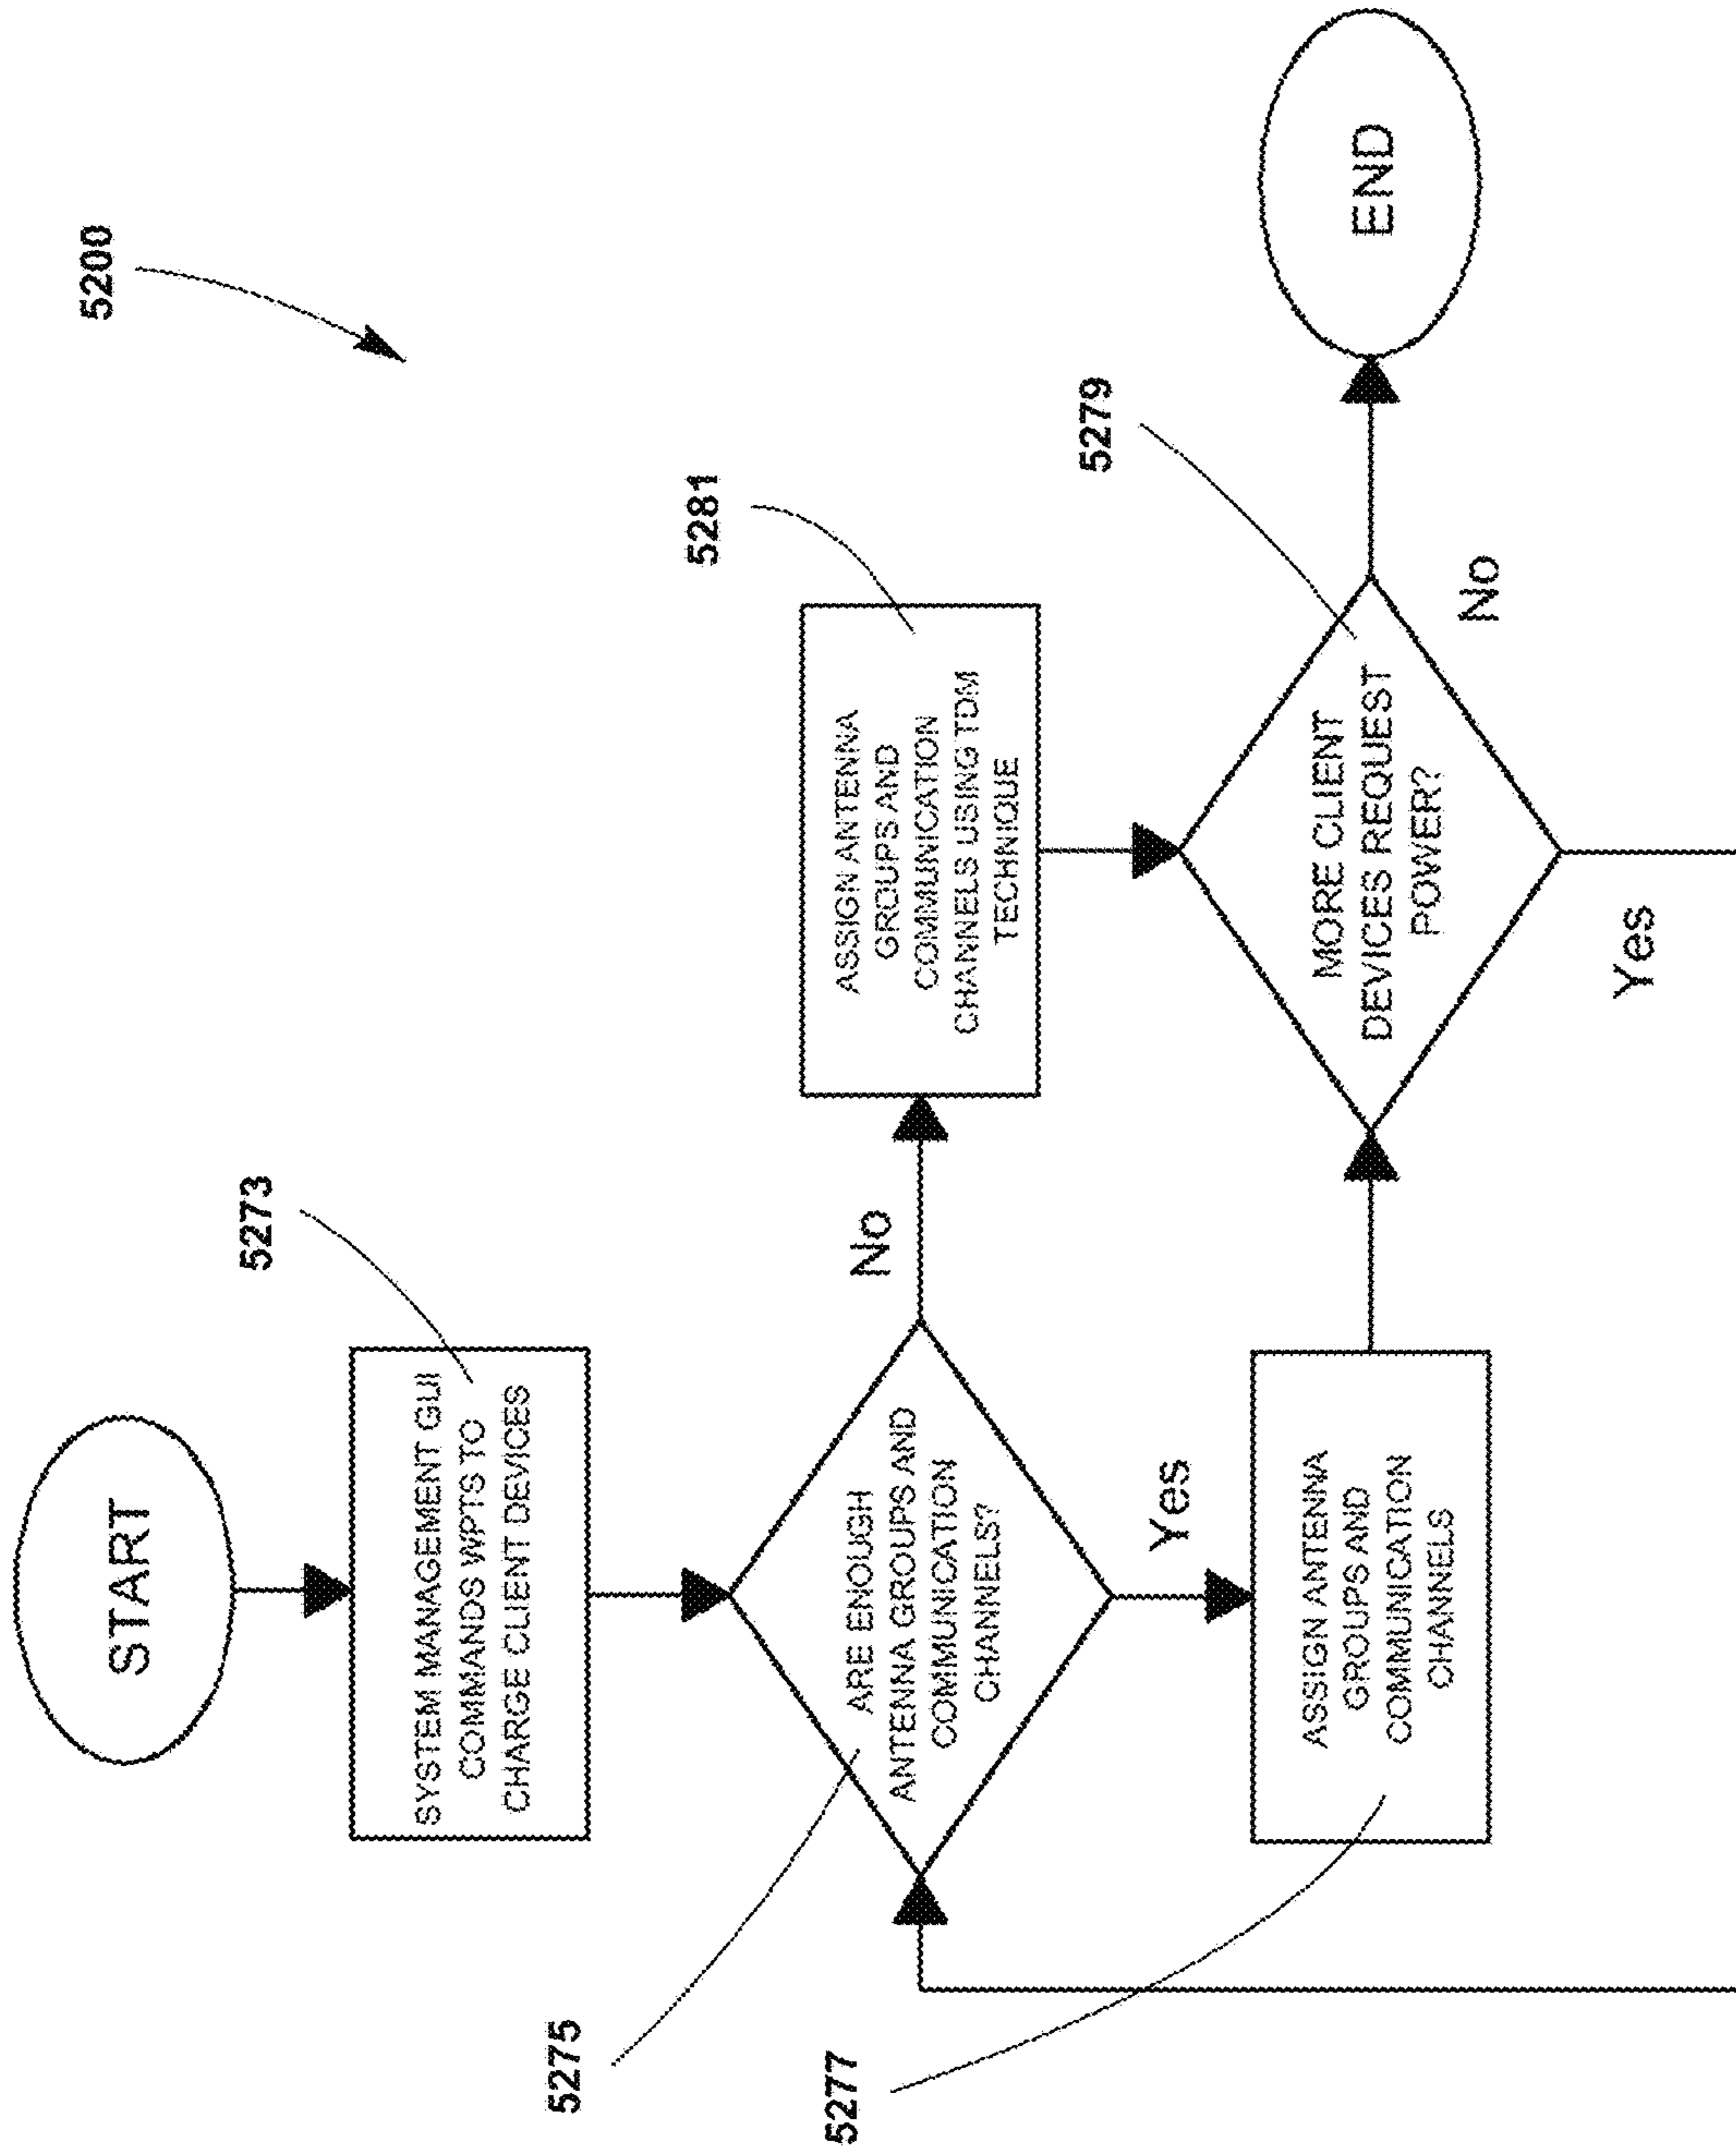 5200
START
5273
SYSTEM MANAGEMENT GUI
COMMANDS WPTS TO
CHARGE CLIENT DEVICES
5275
ARE ENOUGH
ANTENNA GROUPS AND
COMMUNICATION
CHANNELS?
No
5281
ASSIGN ANTENNA
GROUPS AND
COMMUNICATION
CHANNELS USING TDM
TECHNIQUE
Yes
5277
ASSIGN ANTENNA
GROUPS AND
COMMUNICATION
CHANNELS
5279
MORE CLIENT
DEVICES REQUEST
POWER?
No
END
Yes